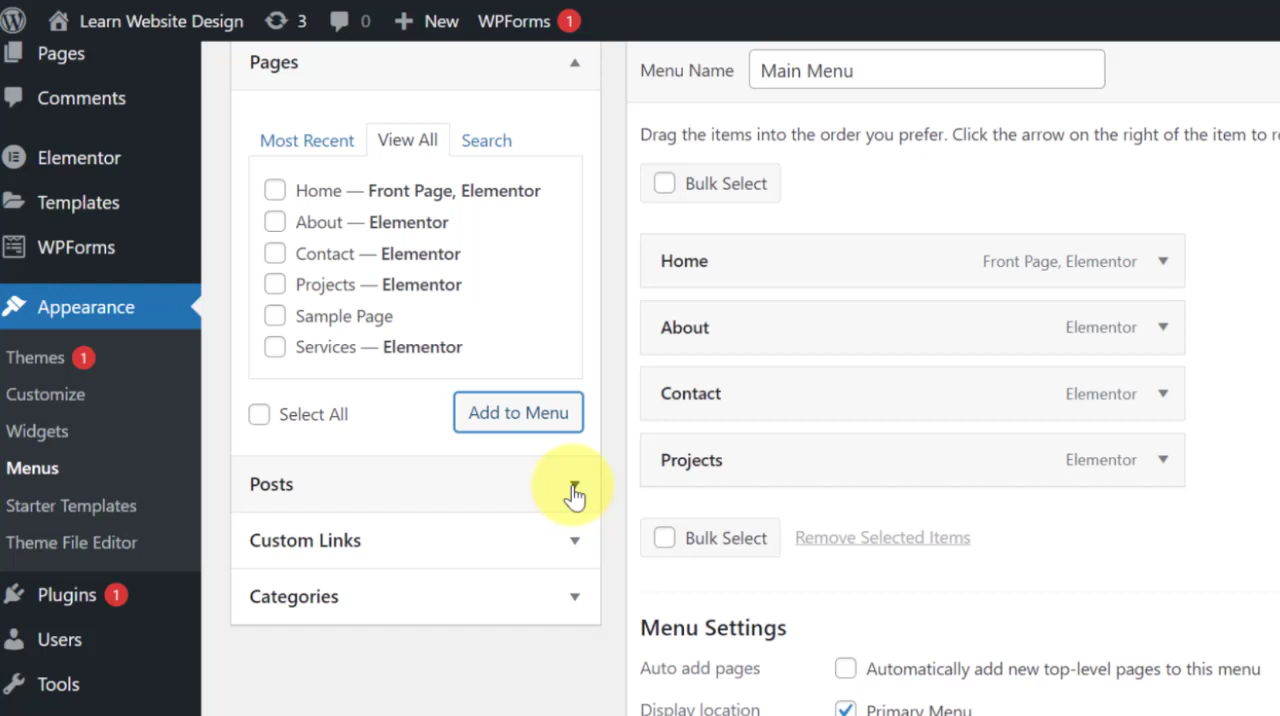 Learn Website Design 3 0 New WPForms 1
Pages
Comments
Elementor
Templates
WPForms
Appearance
Themes 1
Customize
Widgets
Menus
Starter Templates
Theme File Editor
Plugins 1
Users
Tools
Pages
Most Recent View All Search
Home — Front Page, Elementor
About — Elementor
Contact — Elementor
Projects — Elementor
Sample Page
Services — Elementor
Select All Add to Menu
Posts
Custom Links
Categories
Menu Name Main Menu
Drag the items into the order you prefer. Click the arrow on the right of the item to
Bulk Select
Home Front Page, Elementor
About Elementor
Contact Elementor
Projects Elementor
Bulk Select Remove Selected Items
Menu Settings
Auto add pages Automatically add new top-level pages to this menu
Display location Primary Menu